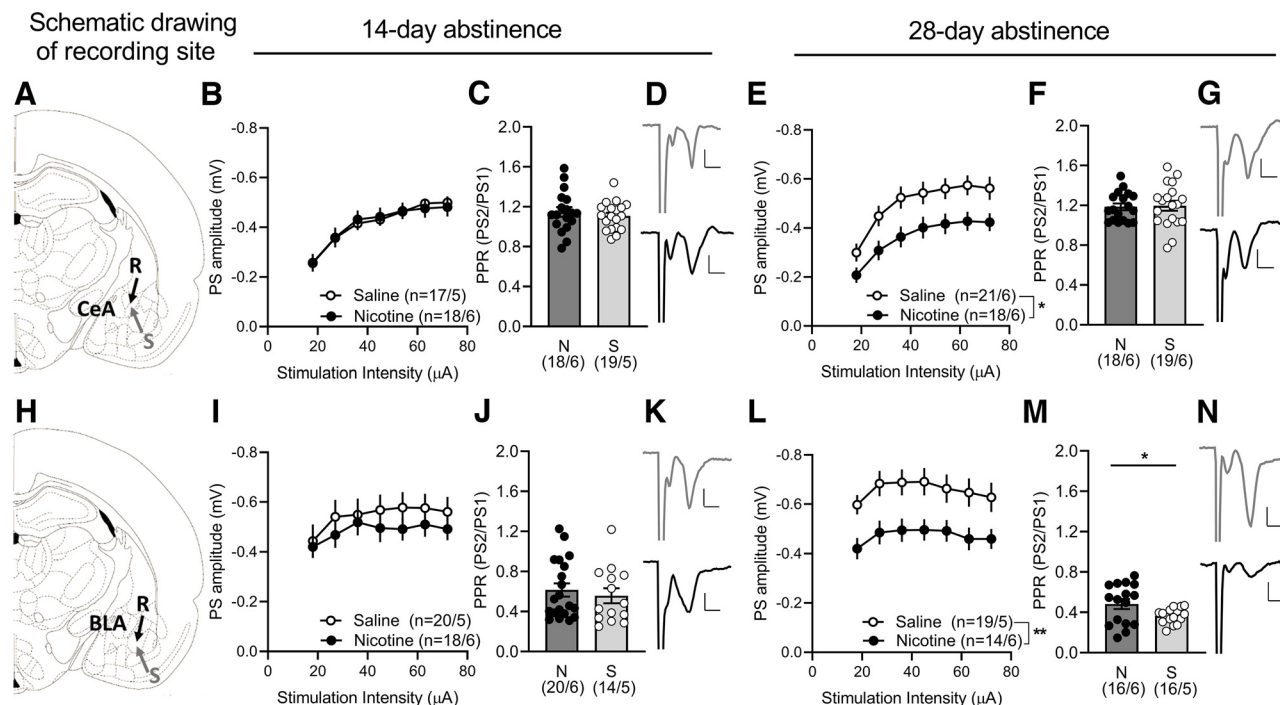 Schematic drawing
of recording site
14-day abstinence
28-day abstinence
A
B
C
D
E
F
G
R
CeA
S
PS amplitude (mV)
-0.8
-0.6
-0.4
-0.2
0.0
Saline (n=17/5)
Nicotine (n=18/6)
0 20 40 60 80
Stimulation Intensity (μA)
PPR (PS2/PS1)
2.0
1.6
1.2
0.8
0.4
0.0
N S
(18/6) (19/5)
PS amplitude (mV)
-0.8
-0.6
-0.4
-0.2
0.0
Saline (n=21/6)
Nicotine (n=18/6)
*
0 20 40 60 80
Stimulation Intensity (μA)
PPR (PS2/PS1)
2.0
1.6
1.2
0.8
0.4
0.0
N S
(18/6) (19/6)
H
I
J
K
L
M
N
R
BLA
S
PS amplitude (mV)
-0.8
-0.6
-0.4
-0.2
0.0
Saline (n=20/5)
Nicotine (n=18/6)
0 20 40 60 80
Stimulation Intensity (μA)
PPR (PS2/PS1)
2.0
1.6
1.2
0.8
0.4
0.0
N S
(20/6) (14/5)
PS amplitude (mV)
-0.8
-0.6
-0.4
-0.2
0.0
Saline (n=19/5)
Nicotine (n=14/6)
**
0 20 40 60 80
Stimulation Intensity (μA)
PPR (PS2/PS1)
2.0
1.6
1.2
0.8
0.4
0.0
*
N S
(16/6) (16/5)